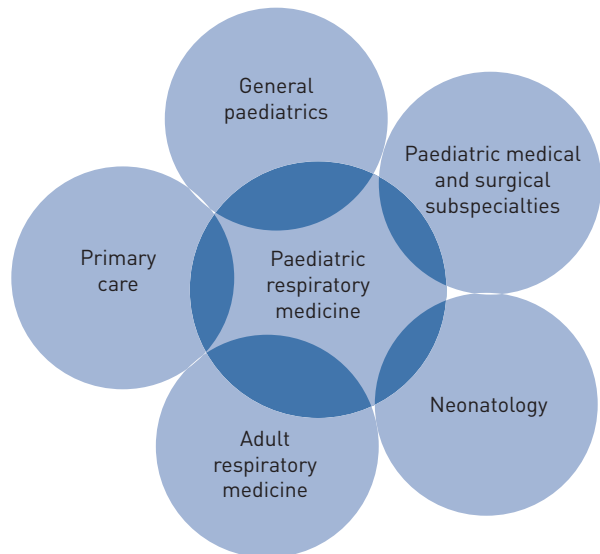 General
paediatrics
Paediatric medical
and surgical
subspecialties
Primary
care
Paediatric
respiratory
medicine
Neonatology
Adult
respiratory
medicine